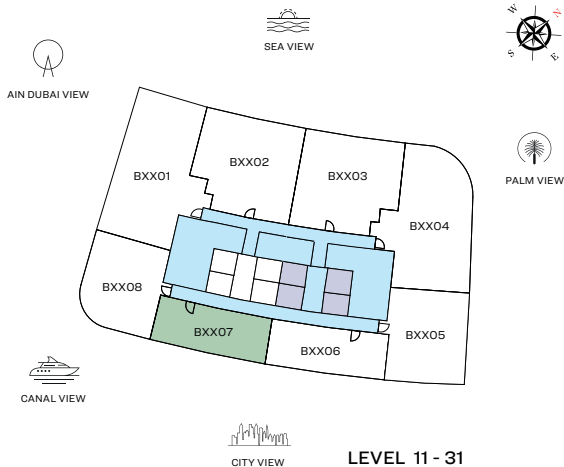 SEA VIEW
W
N
S
E
AIN DUBAI VIEW
PALM VIEW
BXX01
BXX02
BXX03
BXX04
BXX08
BXX07
BXX06
BXX05
CANAL VIEW
CITY VIEW
LEVEL 11 - 31